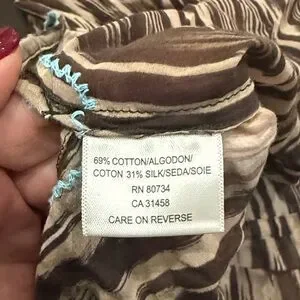 69% COTTON/ALGODON/
COTON 31% SILK/SEDA/SOIE
RN 80734
CA 31458
CARE ON REVERSE